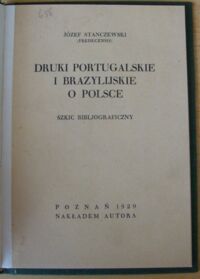 JÓZEF STANCZEWSKI
DRUKI PORTUGALSKIE
I BRAZYLIJSKIE
O POLSCE
SZKIC BIBLJOGRAFICZNY
POZNAŃ 1929
NAKŁADEM AUTORA